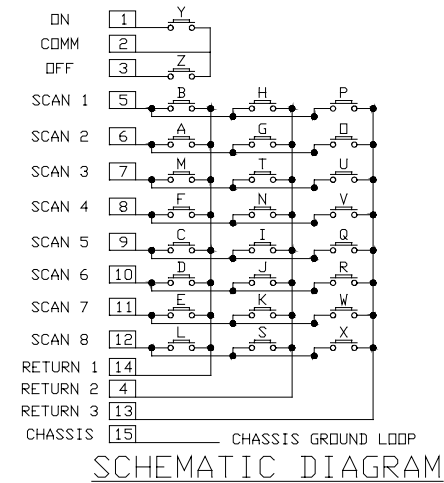 ON 1 Y
COMM 2
OFF 3 Z
SCAN 1 5 B H P
SCAN 2 6 A G O
SCAN 3 7 M T U
SCAN 4 8 F N V
SCAN 5 9 C I Q
SCAN 6 10 D J R
SCAN 7 11 E K W
SCAN 8 12 L S X
RETURN 1 14
RETURN 2 4
RETURN 3 13
CHASSIS 15 CHASSIS GROUND LOOP
SCHEMATIC DIAGRAM